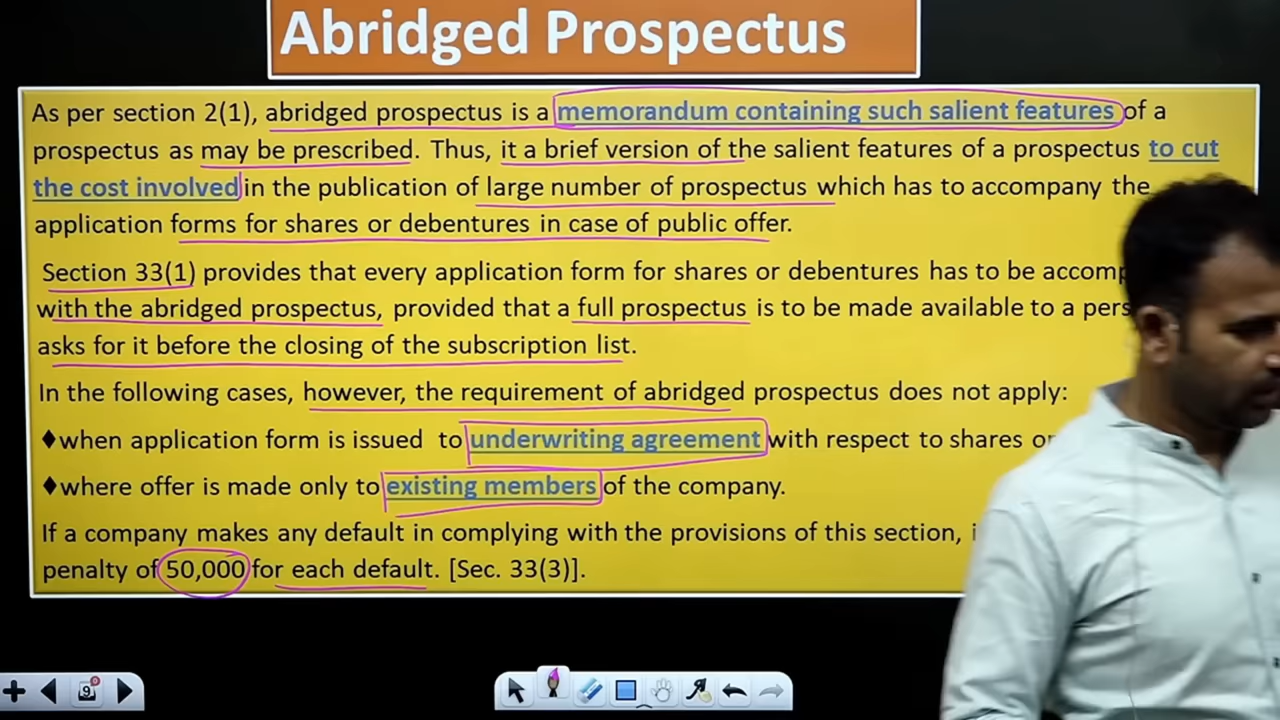 Abridged Prospectus
As per section 2(1), abridged prospectus is a memorandum containing such salient features of a
prospectus as may be prescribed. Thus, it a brief version of the salient features of a prospectus to cut
the cost involved in the publication of large number of prospectus which has to accompany the
application forms for shares or debentures in case of public offer.
Section 33(1) provides that every application form for shares or debentures has to be accomp
with the abridged prospectus, provided that a full prospectus is to be made available to a pers
asks for it before the closing of the subscription list.
In the following cases, however, the requirement of abridged prospectus does not apply:
♦when application form is issued to underwriting agreement with respect to shares or
♦where offer is made only to existing members of the company.
If a company makes any default in complying with the provisions of this section, i
penalty of 50,000 for each default. [Sec. 33(3)].
9
0